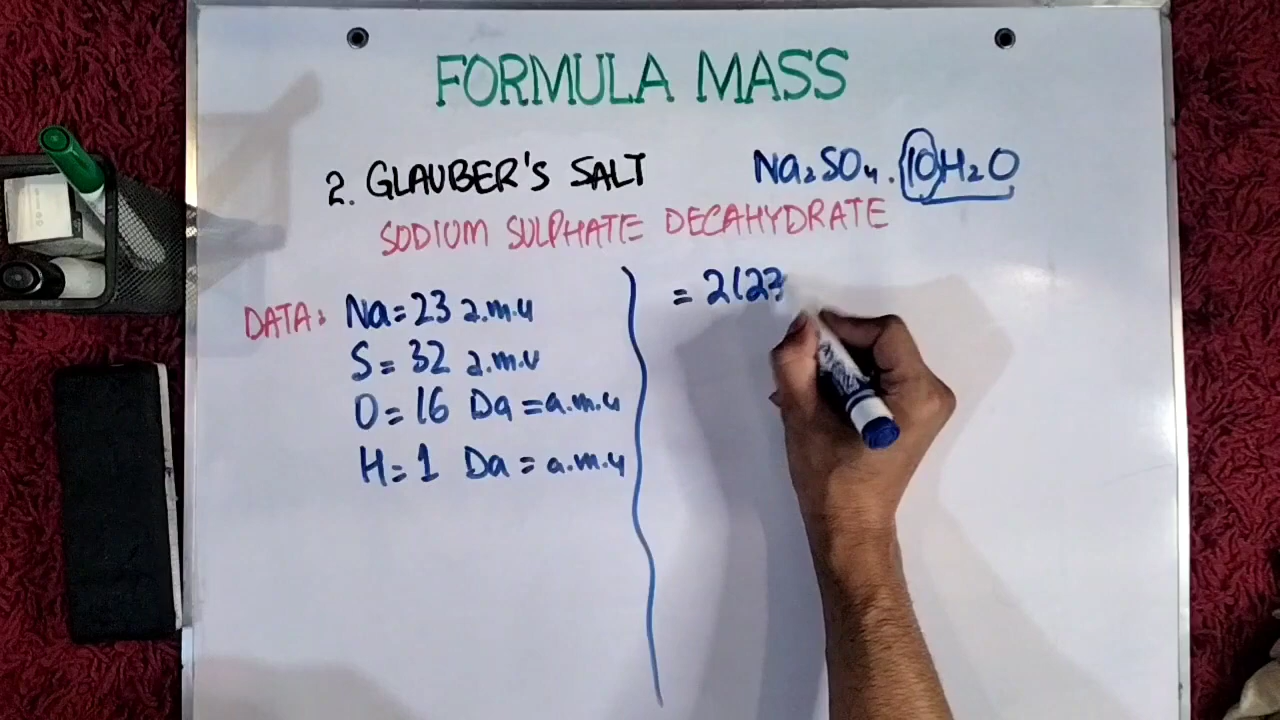 FORMULA MASS
2. GLAUBER'S SALT Na₂SO₄.10H₂O
SODIUM SULPHATE DECAHYDRATE
DATA: Na=23 a.m.u
S=32 a.m.u
O=16 Da=a.m.u
H=1 Da=a.m.u
=2(23